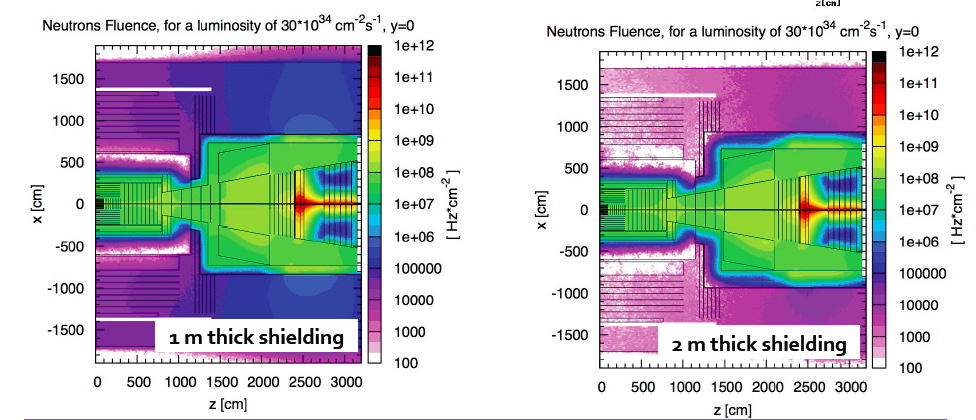 z[cm]
Neutrons Fluence, for a luminosity of 30*10^34 cm^-2s^-1, y=0
1500
1000
500
0
-500
-1000
-1500
x [cm]
0 500 1000 1500 2000 2500 3000
z [cm]
1 m thick shielding
1e+12
1e+11
1e+10
1e+09
1e+08
1e+07
1e+06
100000
10000
1000
100
[ Hz*cm^-2 ]
Neutrons Fluence, for a luminosity of 30*10^34 cm^-2s^-1, y=0
1500
1000
500
0
-500
-1000
-1500
x [cm]
0 500 1000 1500 2000 2500 3000
z [cm]
2 m thick shielding
1e+12
1e+11
1e+10
1e+09
1e+08
1e+07
1e+06
100000
10000
1000
100
[ Hz*cm^-2 ]